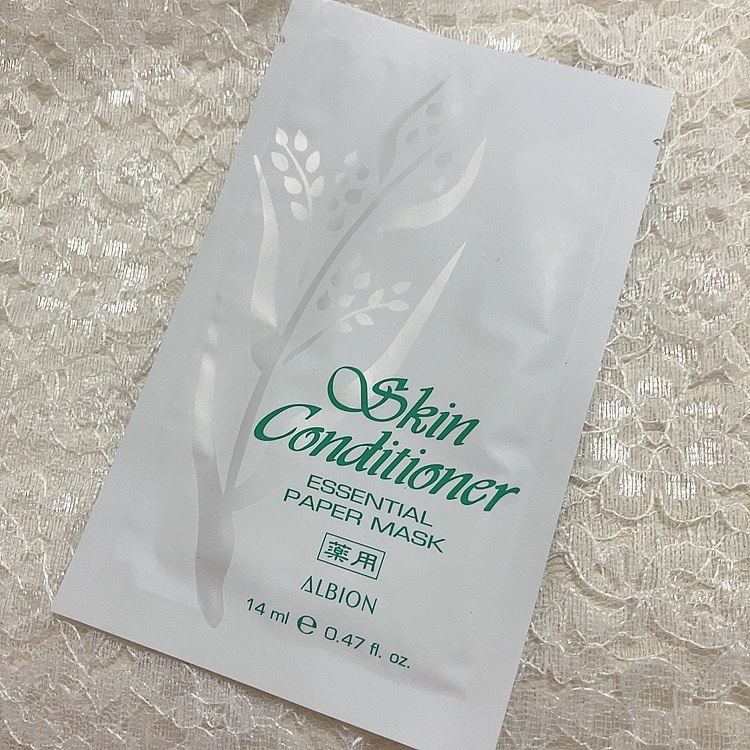 Skin
Conditioner
ESSENTIAL
PAPER MASK
薬用
ALBION
14 ml ℮ 0.47 fl. oz.